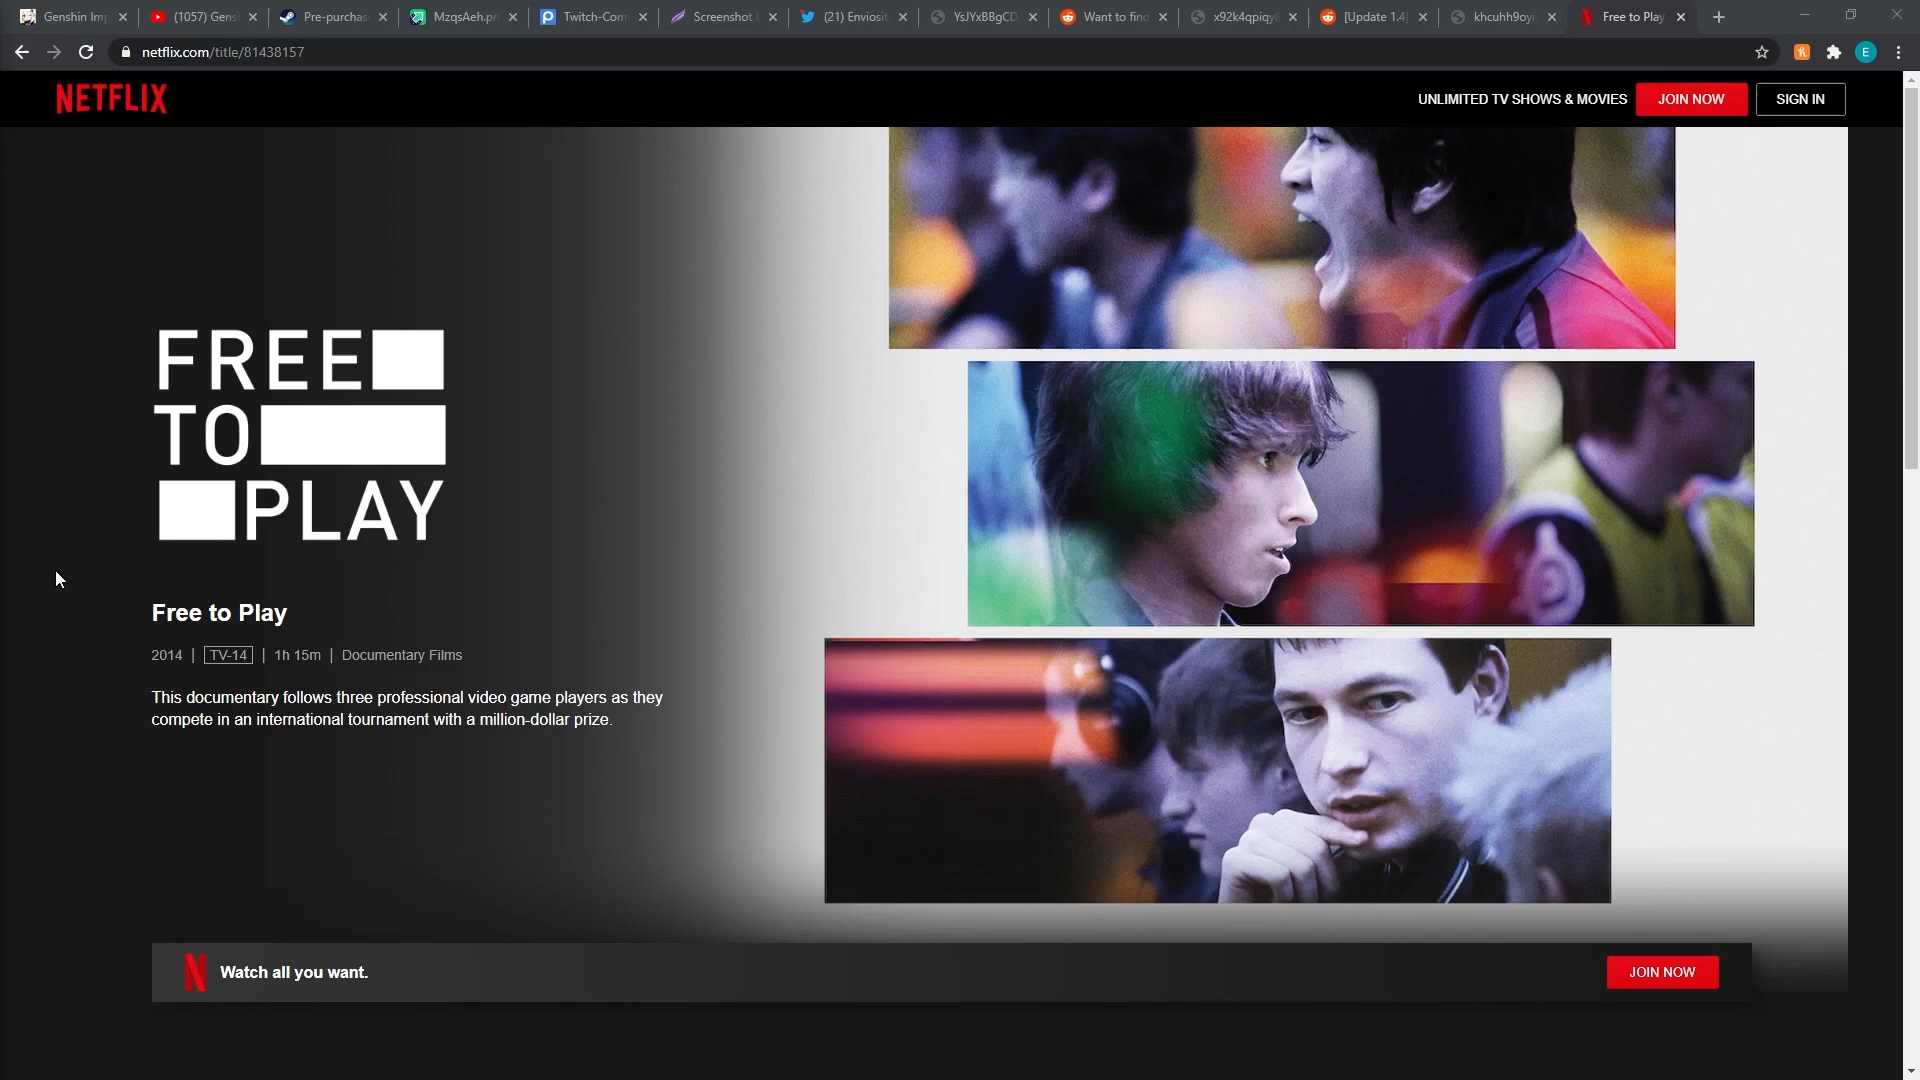 Genshin Imp
(1057) Gens
Pre-purchas
MzqsAeh.pn
Twitch-Com
Screenshot
(21) Enviosit
YsJYxBBgCD
Want to find
x92k4qpiqy
[Update 1.4]
khcuhh9oyi
Free to Play
netflix.com/title/81438157
E
NETFLIX
UNLIMITED TV SHOWS & MOVIES
JOIN NOW
SIGN IN
FREE
TO
PLAY
Free to Play
2014 | TV-14 | 1h 15m | Documentary Films
This documentary follows three professional video game players as they
compete in an international tournament with a million-dollar prize.
N Watch all you want.
JOIN NOW